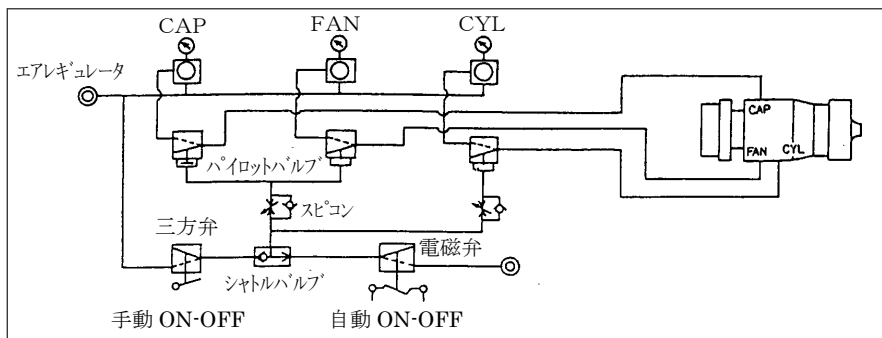 CAP FAN CYL
エアレギュレータ
CAP
FAN CYL
パイロットバルブ
スピコン
三方弁 電磁弁
シャトルバルブ
手動 ON-OFF 自動 ON-OFF